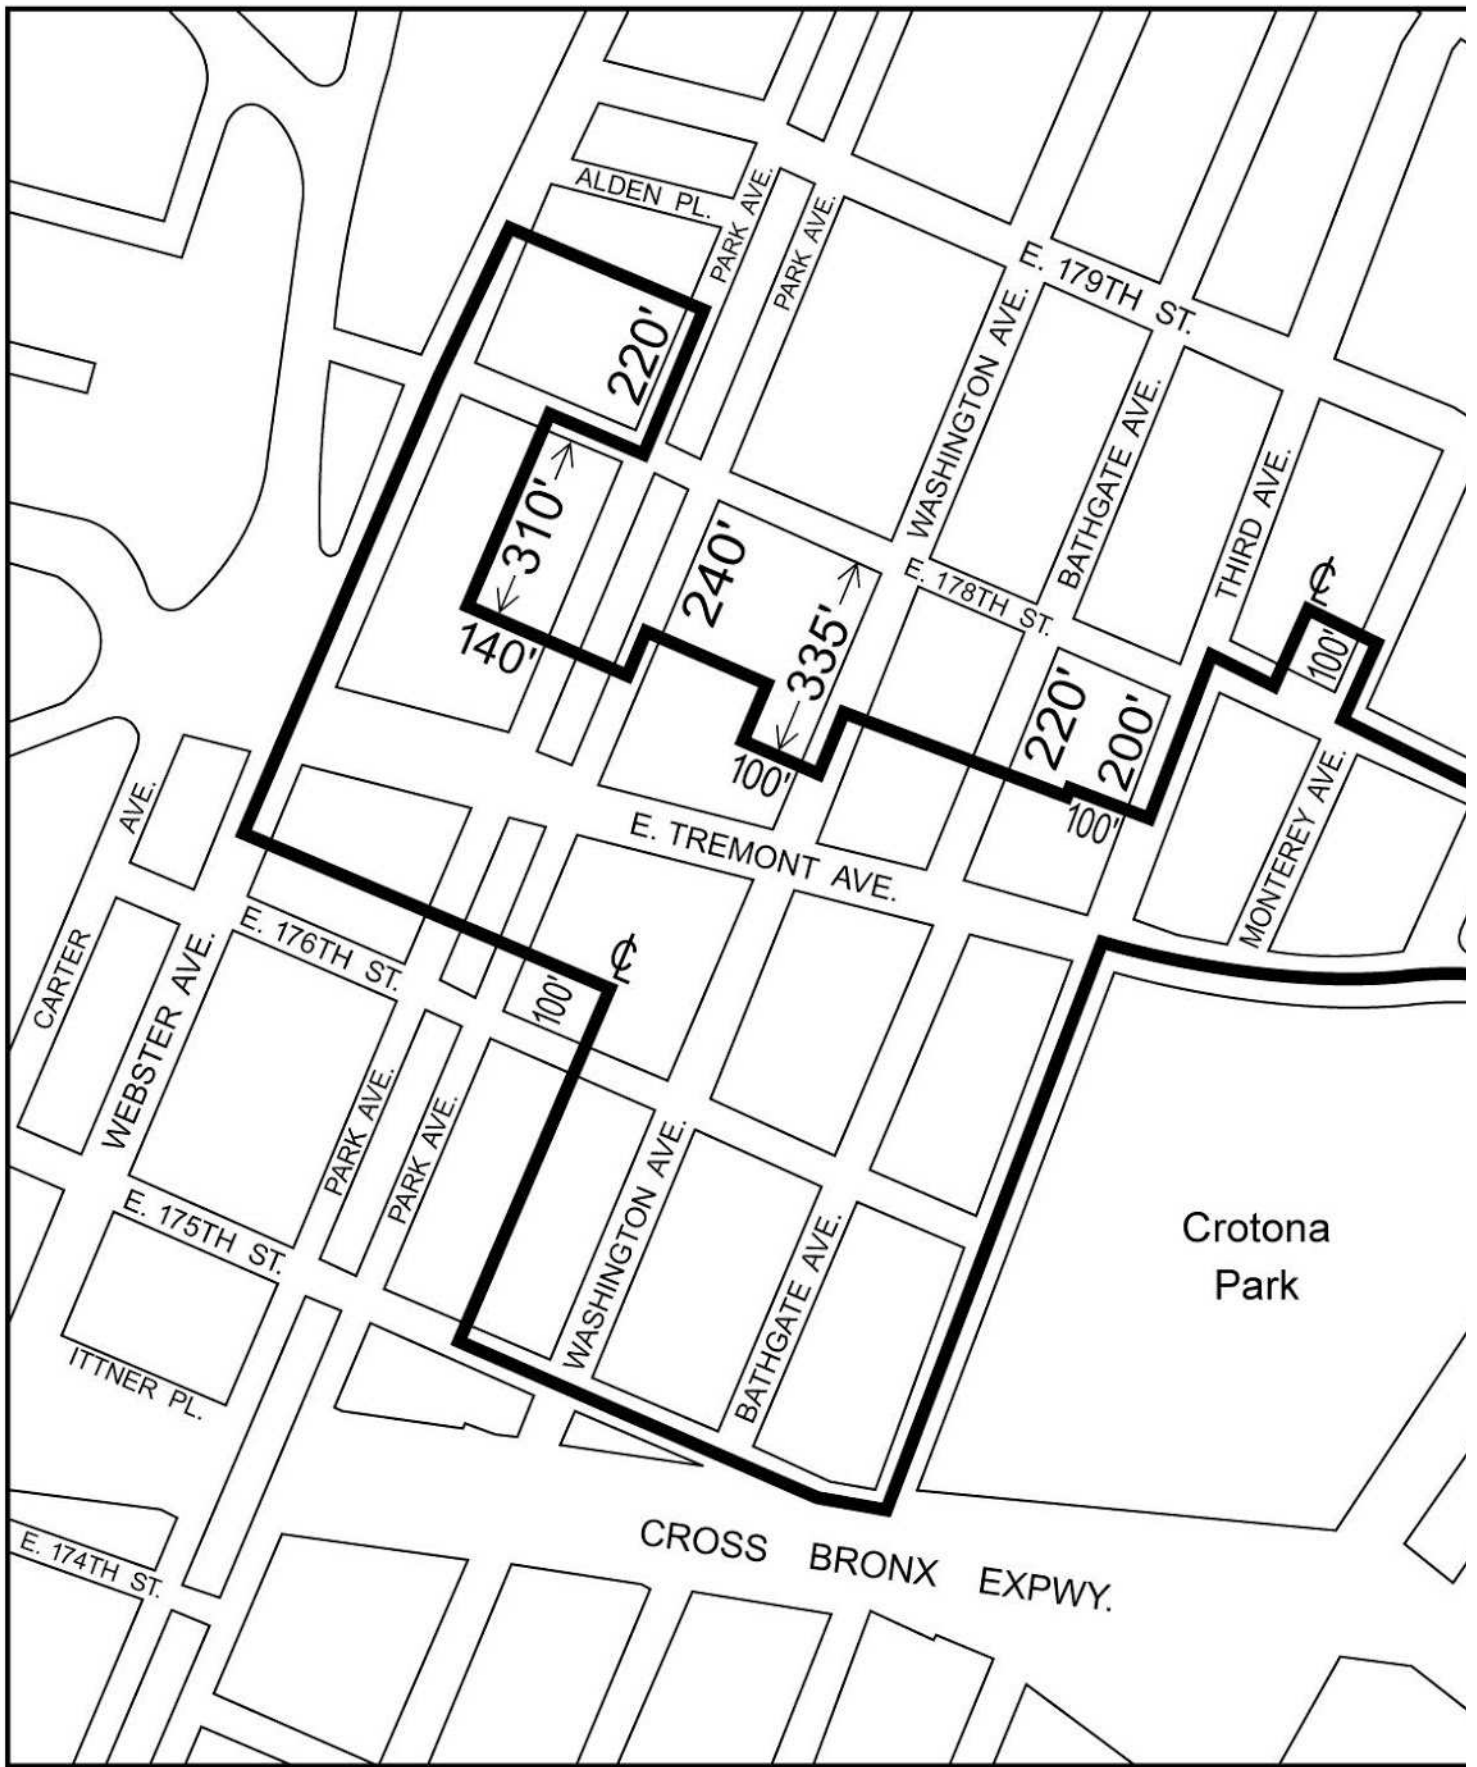 ALDEN PL.
PARK AVE.
PARK AVE.
E. 179TH ST.
WASHINGTON AVE.
220'
BATHGATE AVE.
THIRD AVE.
310'
240'
E. 178TH ST.
℄
335'
100'
140'
220'
200'
100'
100'
AVE.
E. TREMONT AVE.
MONTEREY AVE.
E. 176TH ST.
℄
CARTER
WEBSTER AVE.
100'
PARK AVE.
PARK AVE.
WASHINGTON AVE.
E. 175TH ST.
BATHGATE AVE.
Crotona
Park
ITTNER PL.
CROSS BRONX EXPWY.
E. 174TH ST.